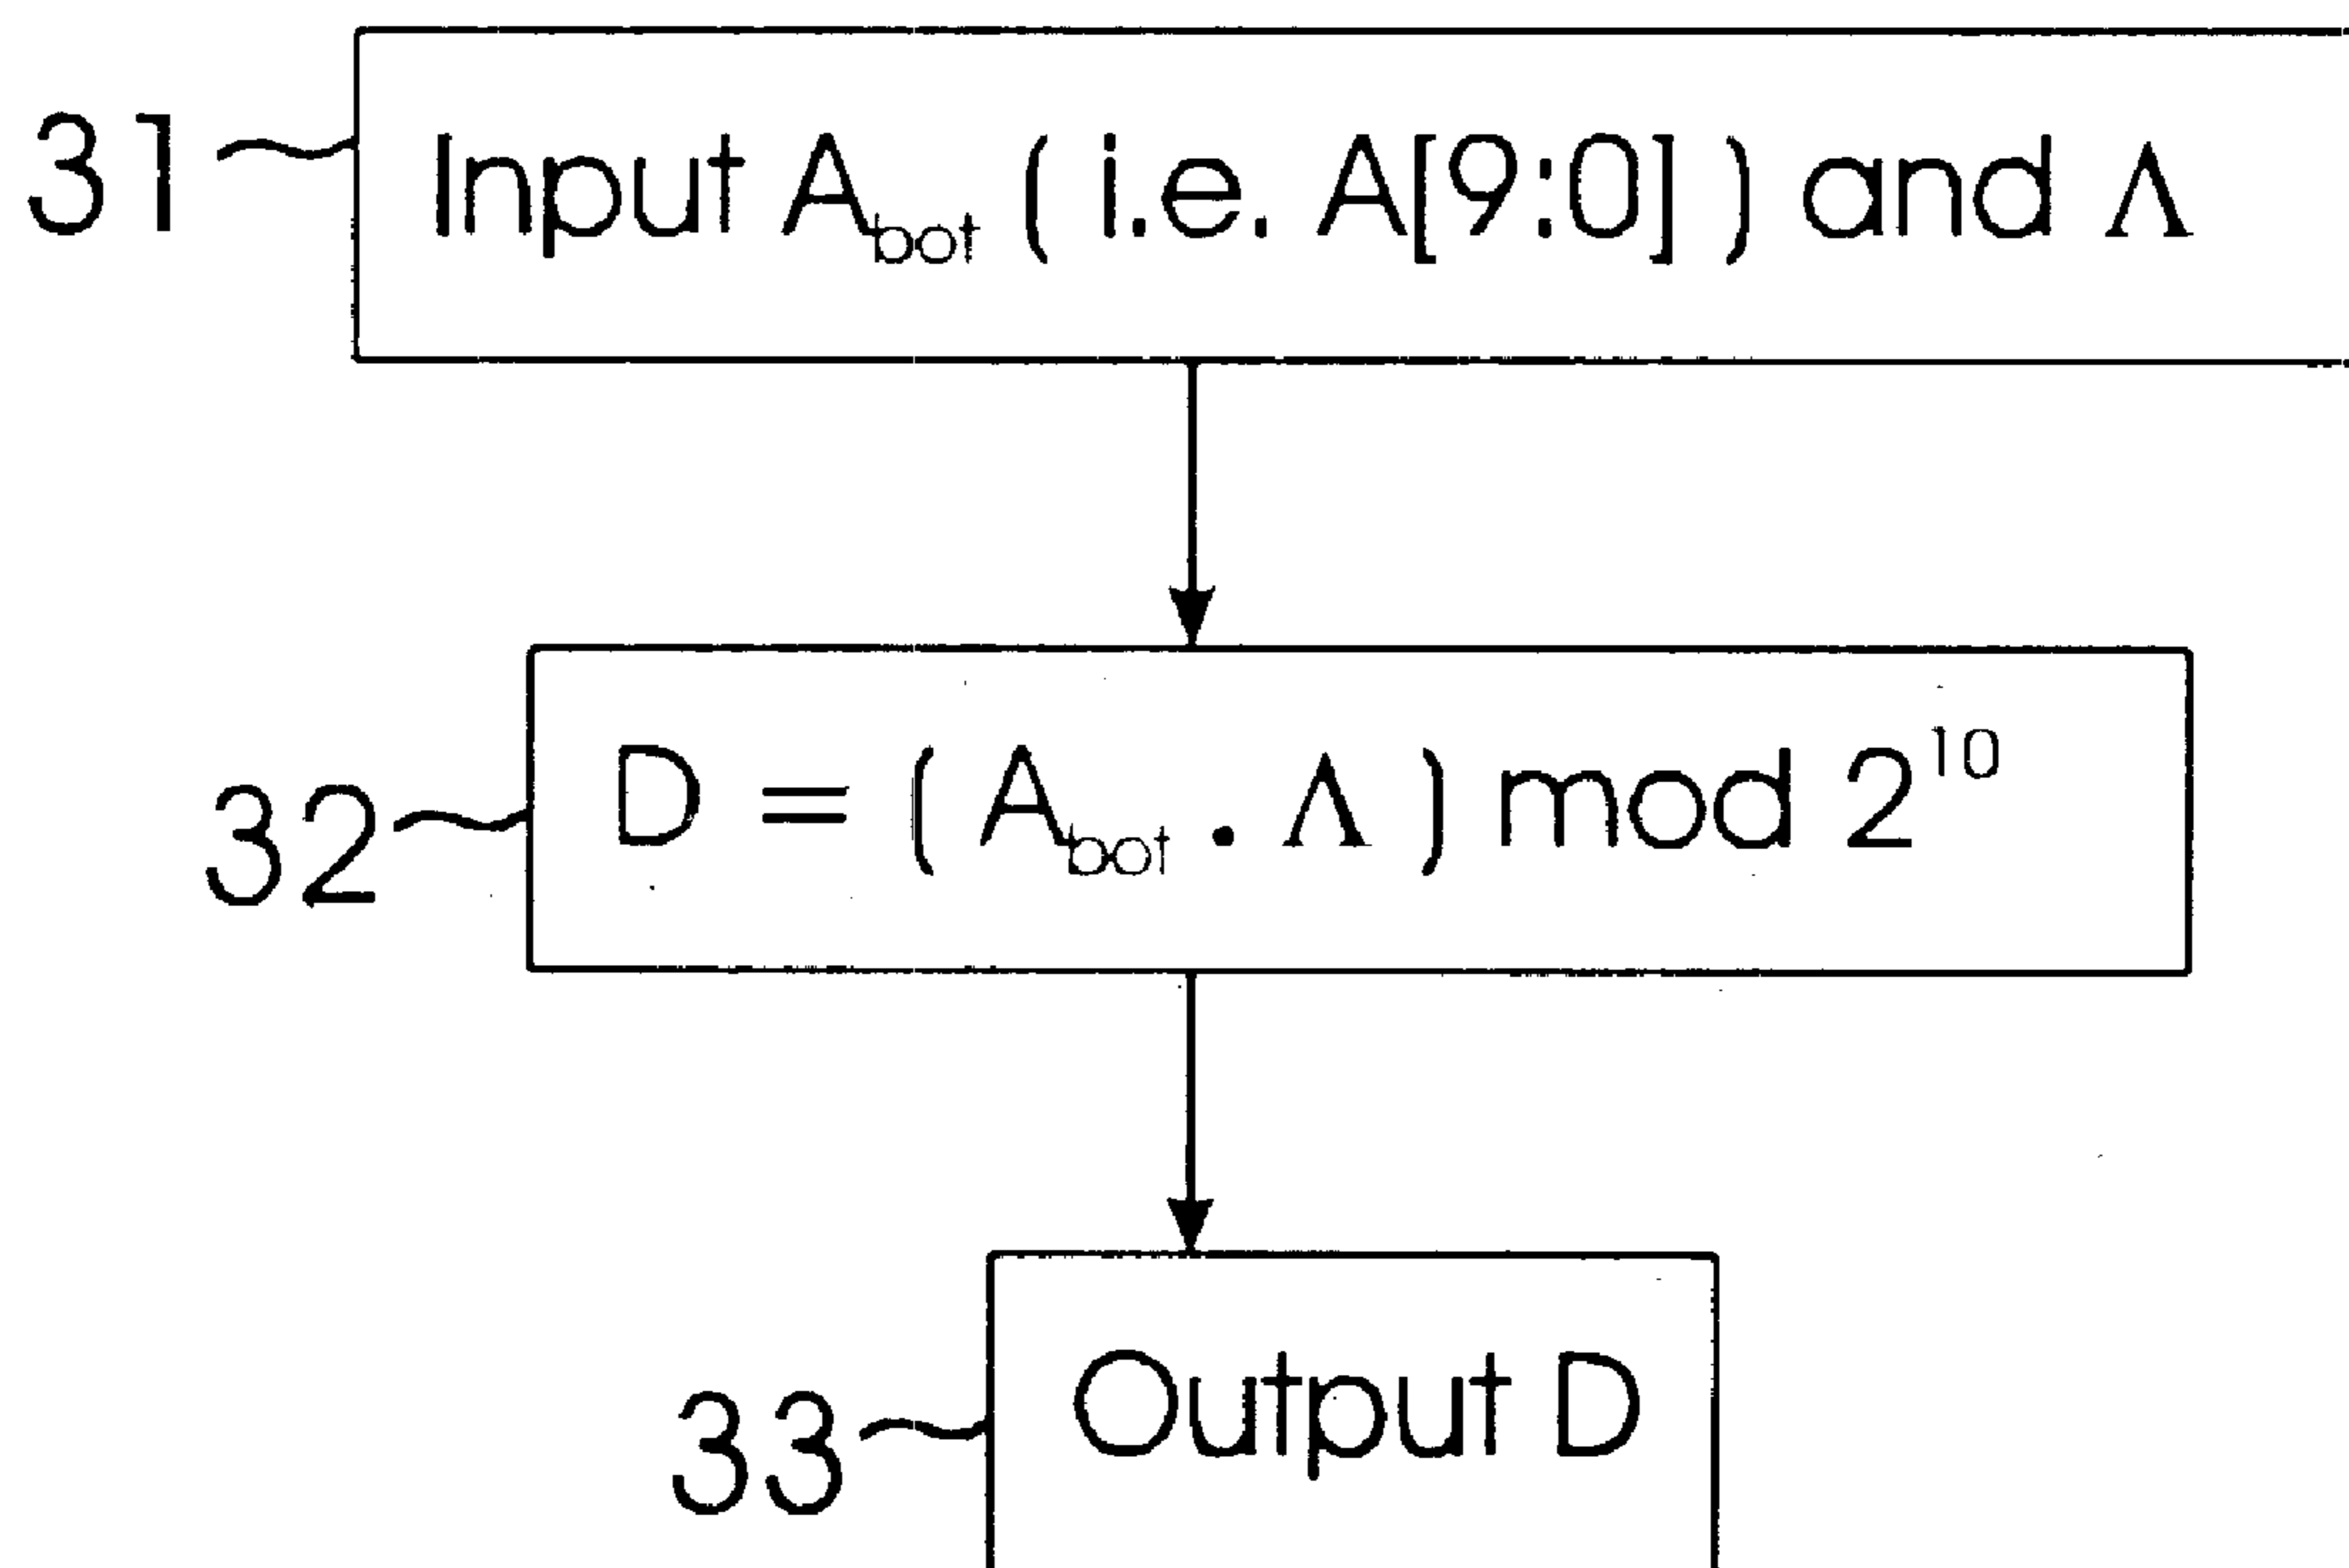 31 Input A_bot ( i.e. A[9:0] ) and Λ
32 D = ( A_bot . Λ ) mod 2^10
33 Output D